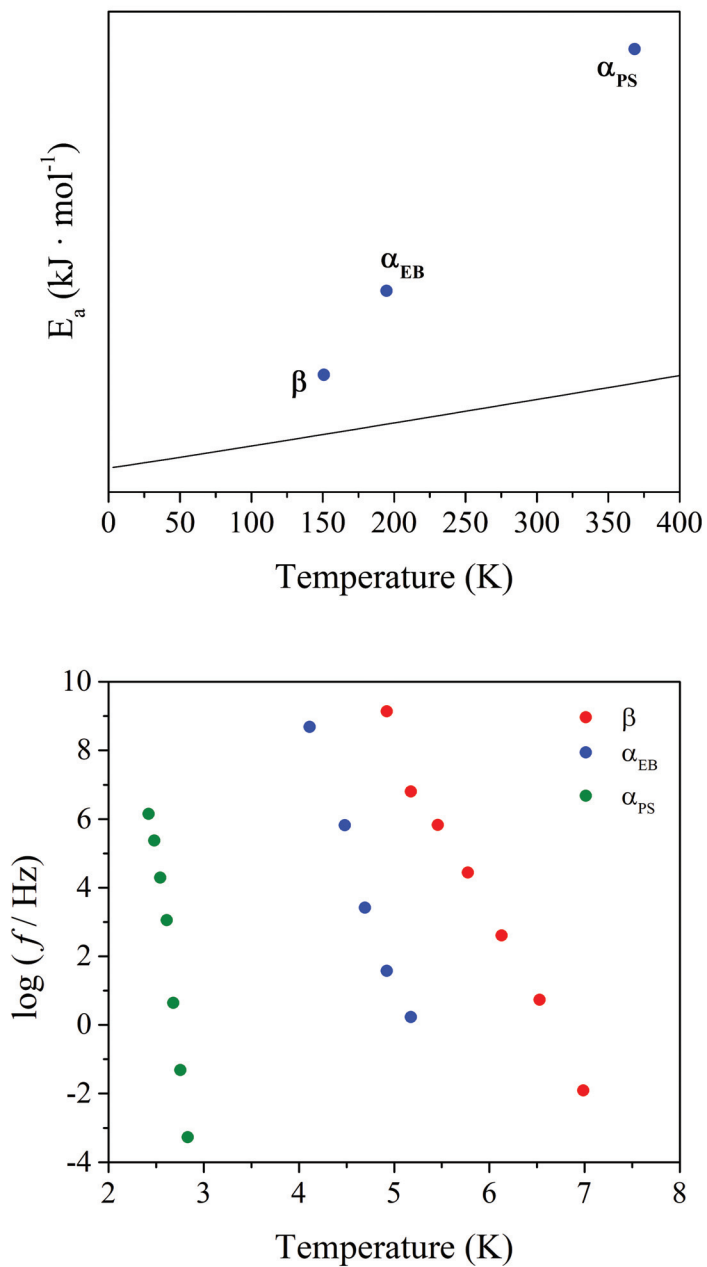 α_PS
α_EB
β
E_a (kJ · mol⁻¹)
0 50 100 150 200 250 300 350 400
Temperature (K)
10
8
6
4
2
0
-2
-4
β
α_EB
α_PS
log (f / Hz)
2 3 4 5 6 7 8
Temperature (K)